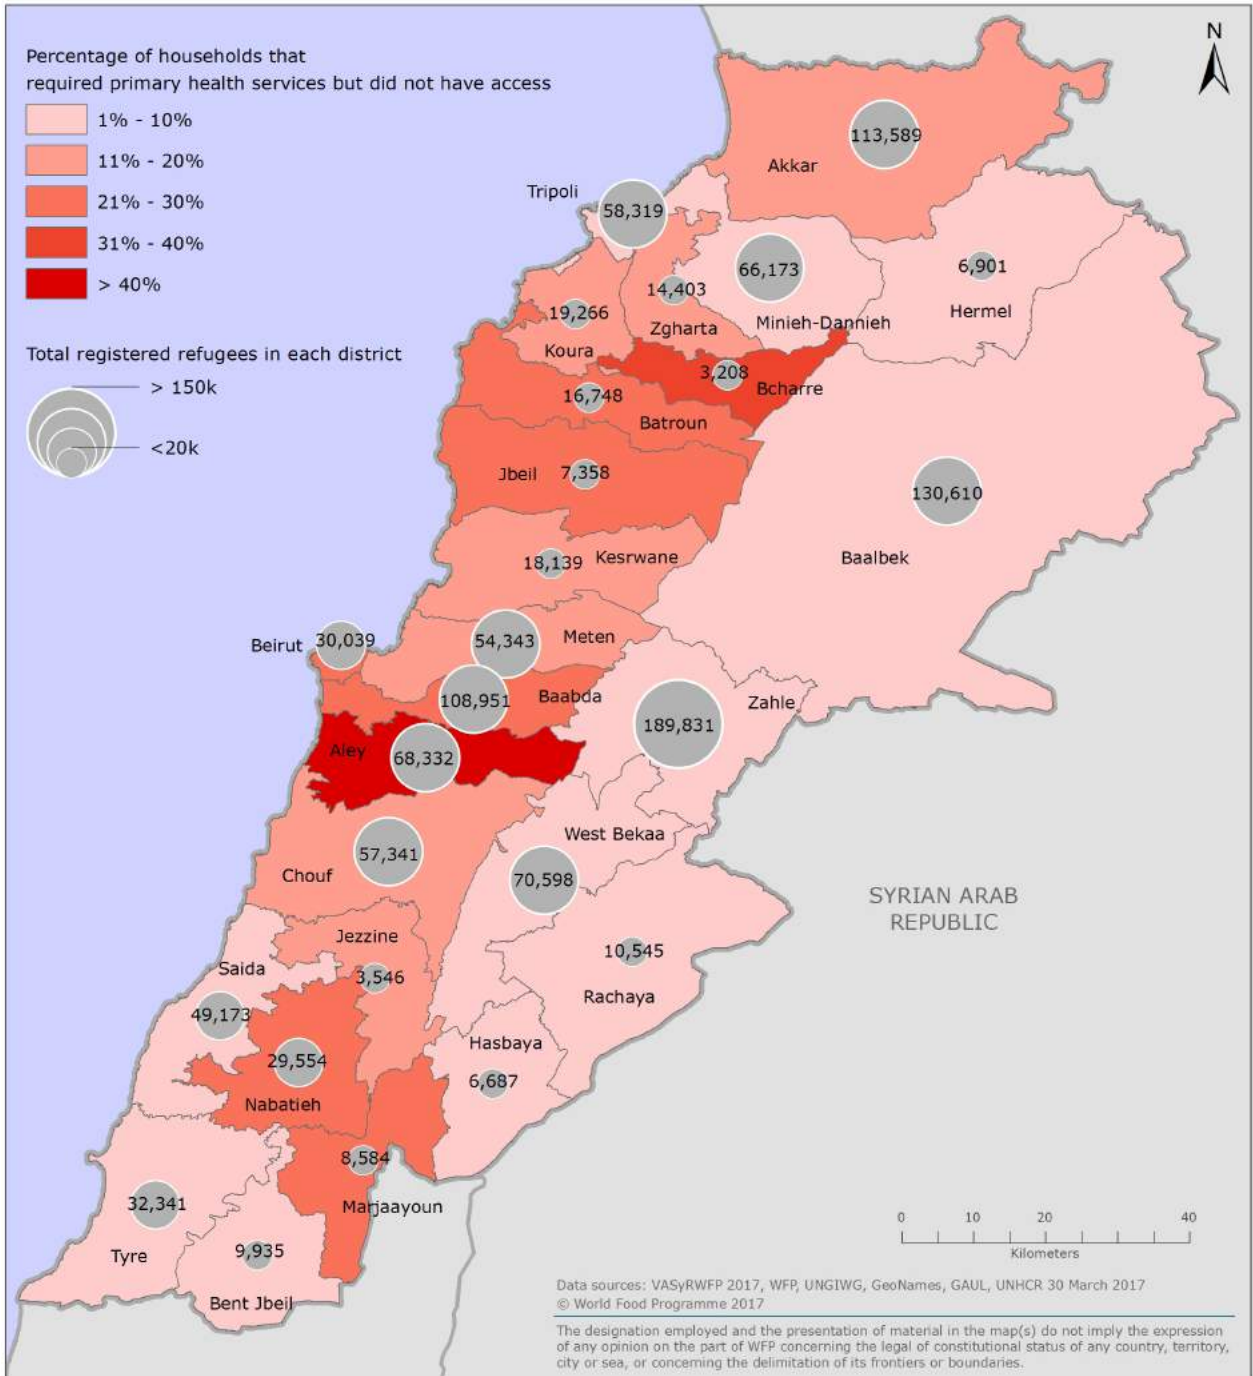 Percentage of households that
required primary health services but did not have access
1% - 10%
11% - 20%
21% - 30%
31% - 40%
> 40%
Total registered refugees in each district
> 150k
<20k
N
113,589
Akkar
Tripoli
58,319
66,173
6,901
14,403
Hermel
19,266
Zgharta
Minieh-Dannieh
Koura
3,208
Bcharre
16,748
Batroun
Jbeil
7,358
130,610
Baalbek
18,139
Kesrwane
Beirut
30,039
54,343
Meten
108,951
Baabda
Zahle
189,831
Aley
68,332
West Bekaa
57,341
Chouf
70,598
SYRIAN ARAB
REPUBLIC
Jezzine
10,545
Saida
3,546
Rachaya
49,173
Hasbaya
29,554
6,687
Nabatieh
8,584
32,341
Marjaayoun
Tyre
9,935
Bent Jbeil
0 10 20 40
Kilometers
Data sources: VASyRWFP 2017, WFP, UNGIWG, GeoNames, GAUL, UNHCR 30 March 2017
© World Food Programme 2017
The designation employed and the presentation of material in the map(s) do not imply the expression
of any opinion on the part of WFP concerning the legal of constitutional status of any country, territory,
city or sea, or concerning the delimitation of its frontiers or boundaries.